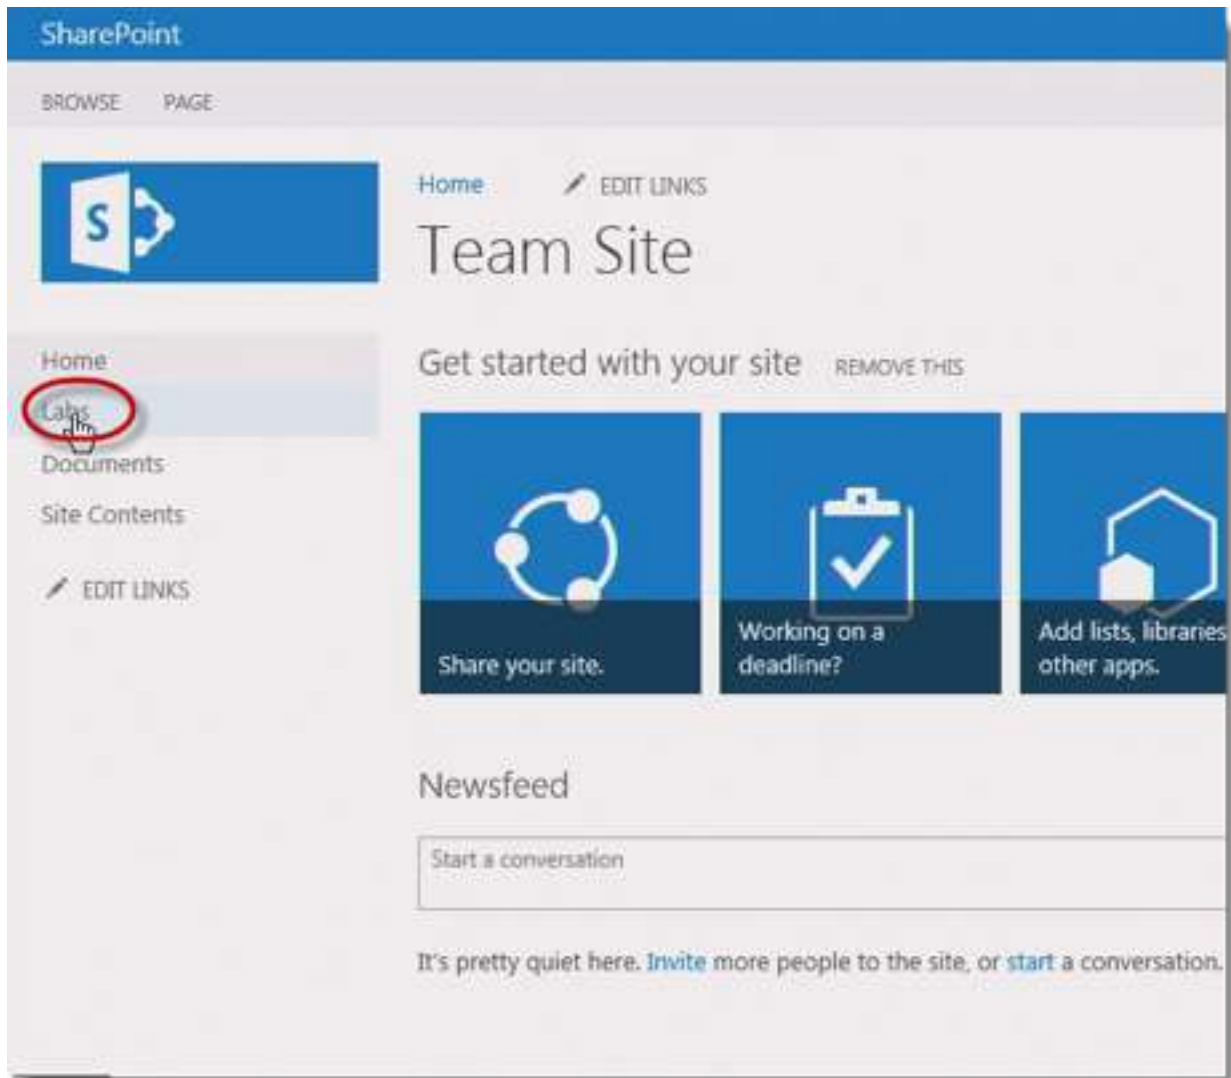 SharePoint
BROWSE PAGE
S
Home EDIT LINKS
Team Site
Home
Labs
Documents
Site Contents
EDIT LINKS
Get started with your site REMOVE THIS
Share your site.
Working on a
deadline?
Add lists, libraries
other apps.
Newsfeed
Start a conversation
It's pretty quiet here. Invite more people to the site, or start a conversation.